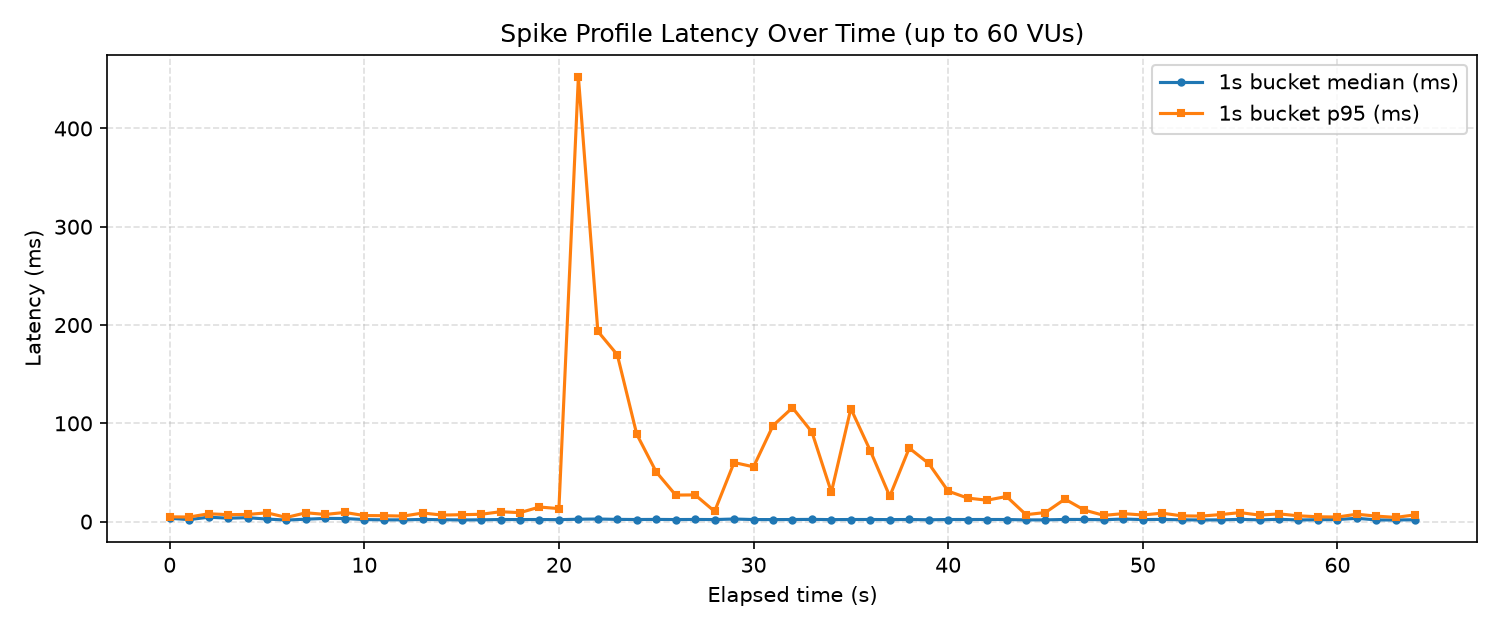 Spike Profile Latency Over Time (up to 60 VUs)
1s bucket median (ms)
1s bucket p95 (ms)
Latency (ms)
400
300
200
100
0
0 10 20 30 40 50 60
Elapsed time (s)